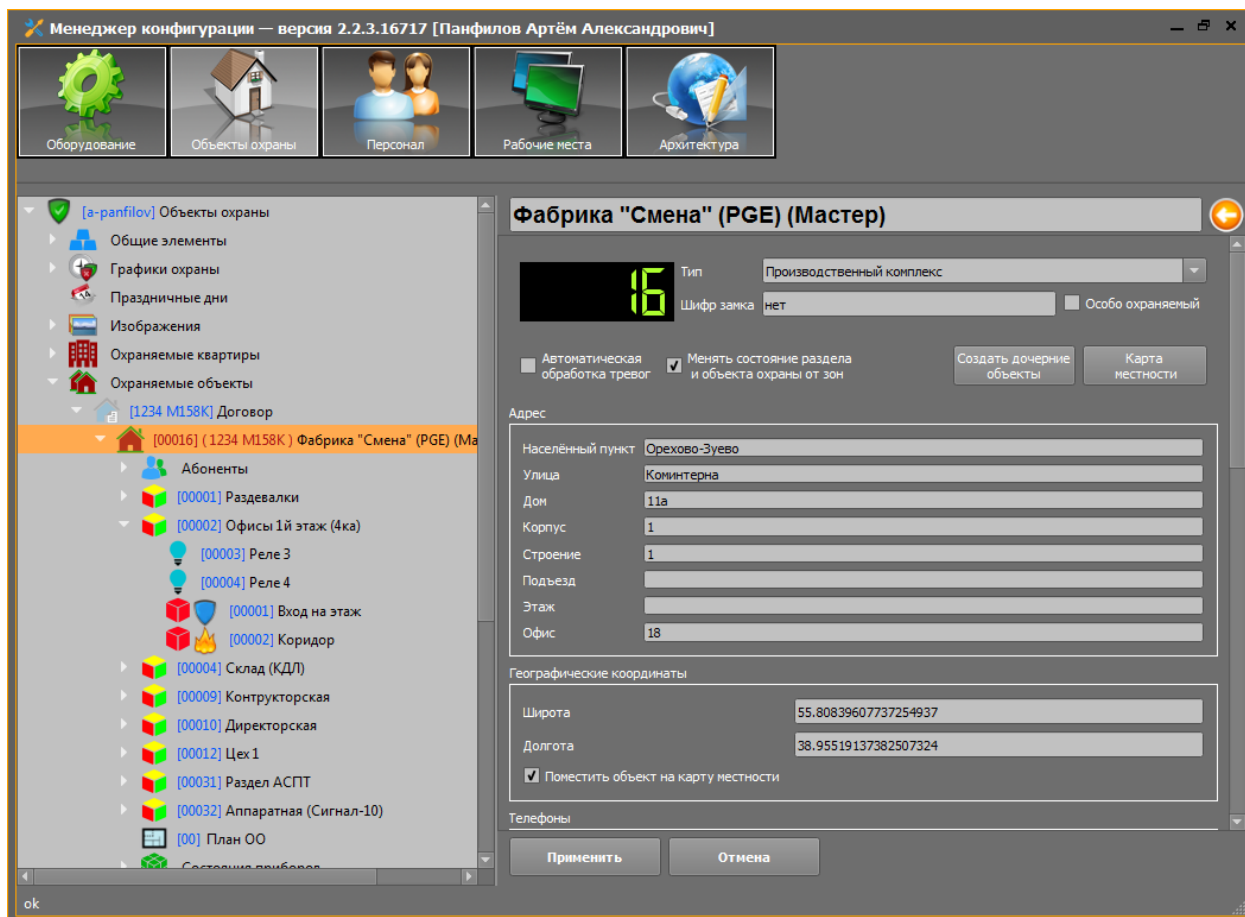 Менеджер конфигурации — версия 2.2.3.16717 [Панфилов Артём Александрович]
Оборудование
Объекты охраны
Персонал
Рабочие места
Архитектура
[a-panfilov] Объекты охраны
Общие элементы
Графики охраны
Праздничные дни
Изображения
Охраняемые квартиры
Охраняемые объекты
[1234 М158К] Договор
[00016] ( 1234 М158К ) Фабрика "Смена" (PGE) (Ма
Абоненты
[00001] Раздевалки
[00002] Офисы 1й этаж (4ка)
[00003] Реле 3
[00004] Реле 4
[00001] Вход на этаж
[00002] Коридор
[00004] Склад (КДЛ)
[00009] Контрукторская
[00010] Директорская
[00012] Цех 1
[00031] Раздел АСПТ
[00032] Аппаратная (Сигнал-10)
[00] План ОО
Состояния приборов
Фабрика "Смена" (PGE) (Мастер)
16
Тип
Производственный комплекс
Шифр замка
нет
Особо охраняемый
Автоматическая
обработка тревог
Менять состояние раздела
и объекта охраны от зон
Создать дочерние
объекты
Карта
местности
Адрес
Населённый пункт
Орехово-Зуево
Улица
Коминтерна
Дом
11а
Корпус
1
Строение
1
Подъезд
Этаж
Офис
18
Географические координаты
Широта
55.80839607737254937
Долгота
38.95519137382507324
Поместить объект на карту местности
Телефоны
Применить
Отмена
ok